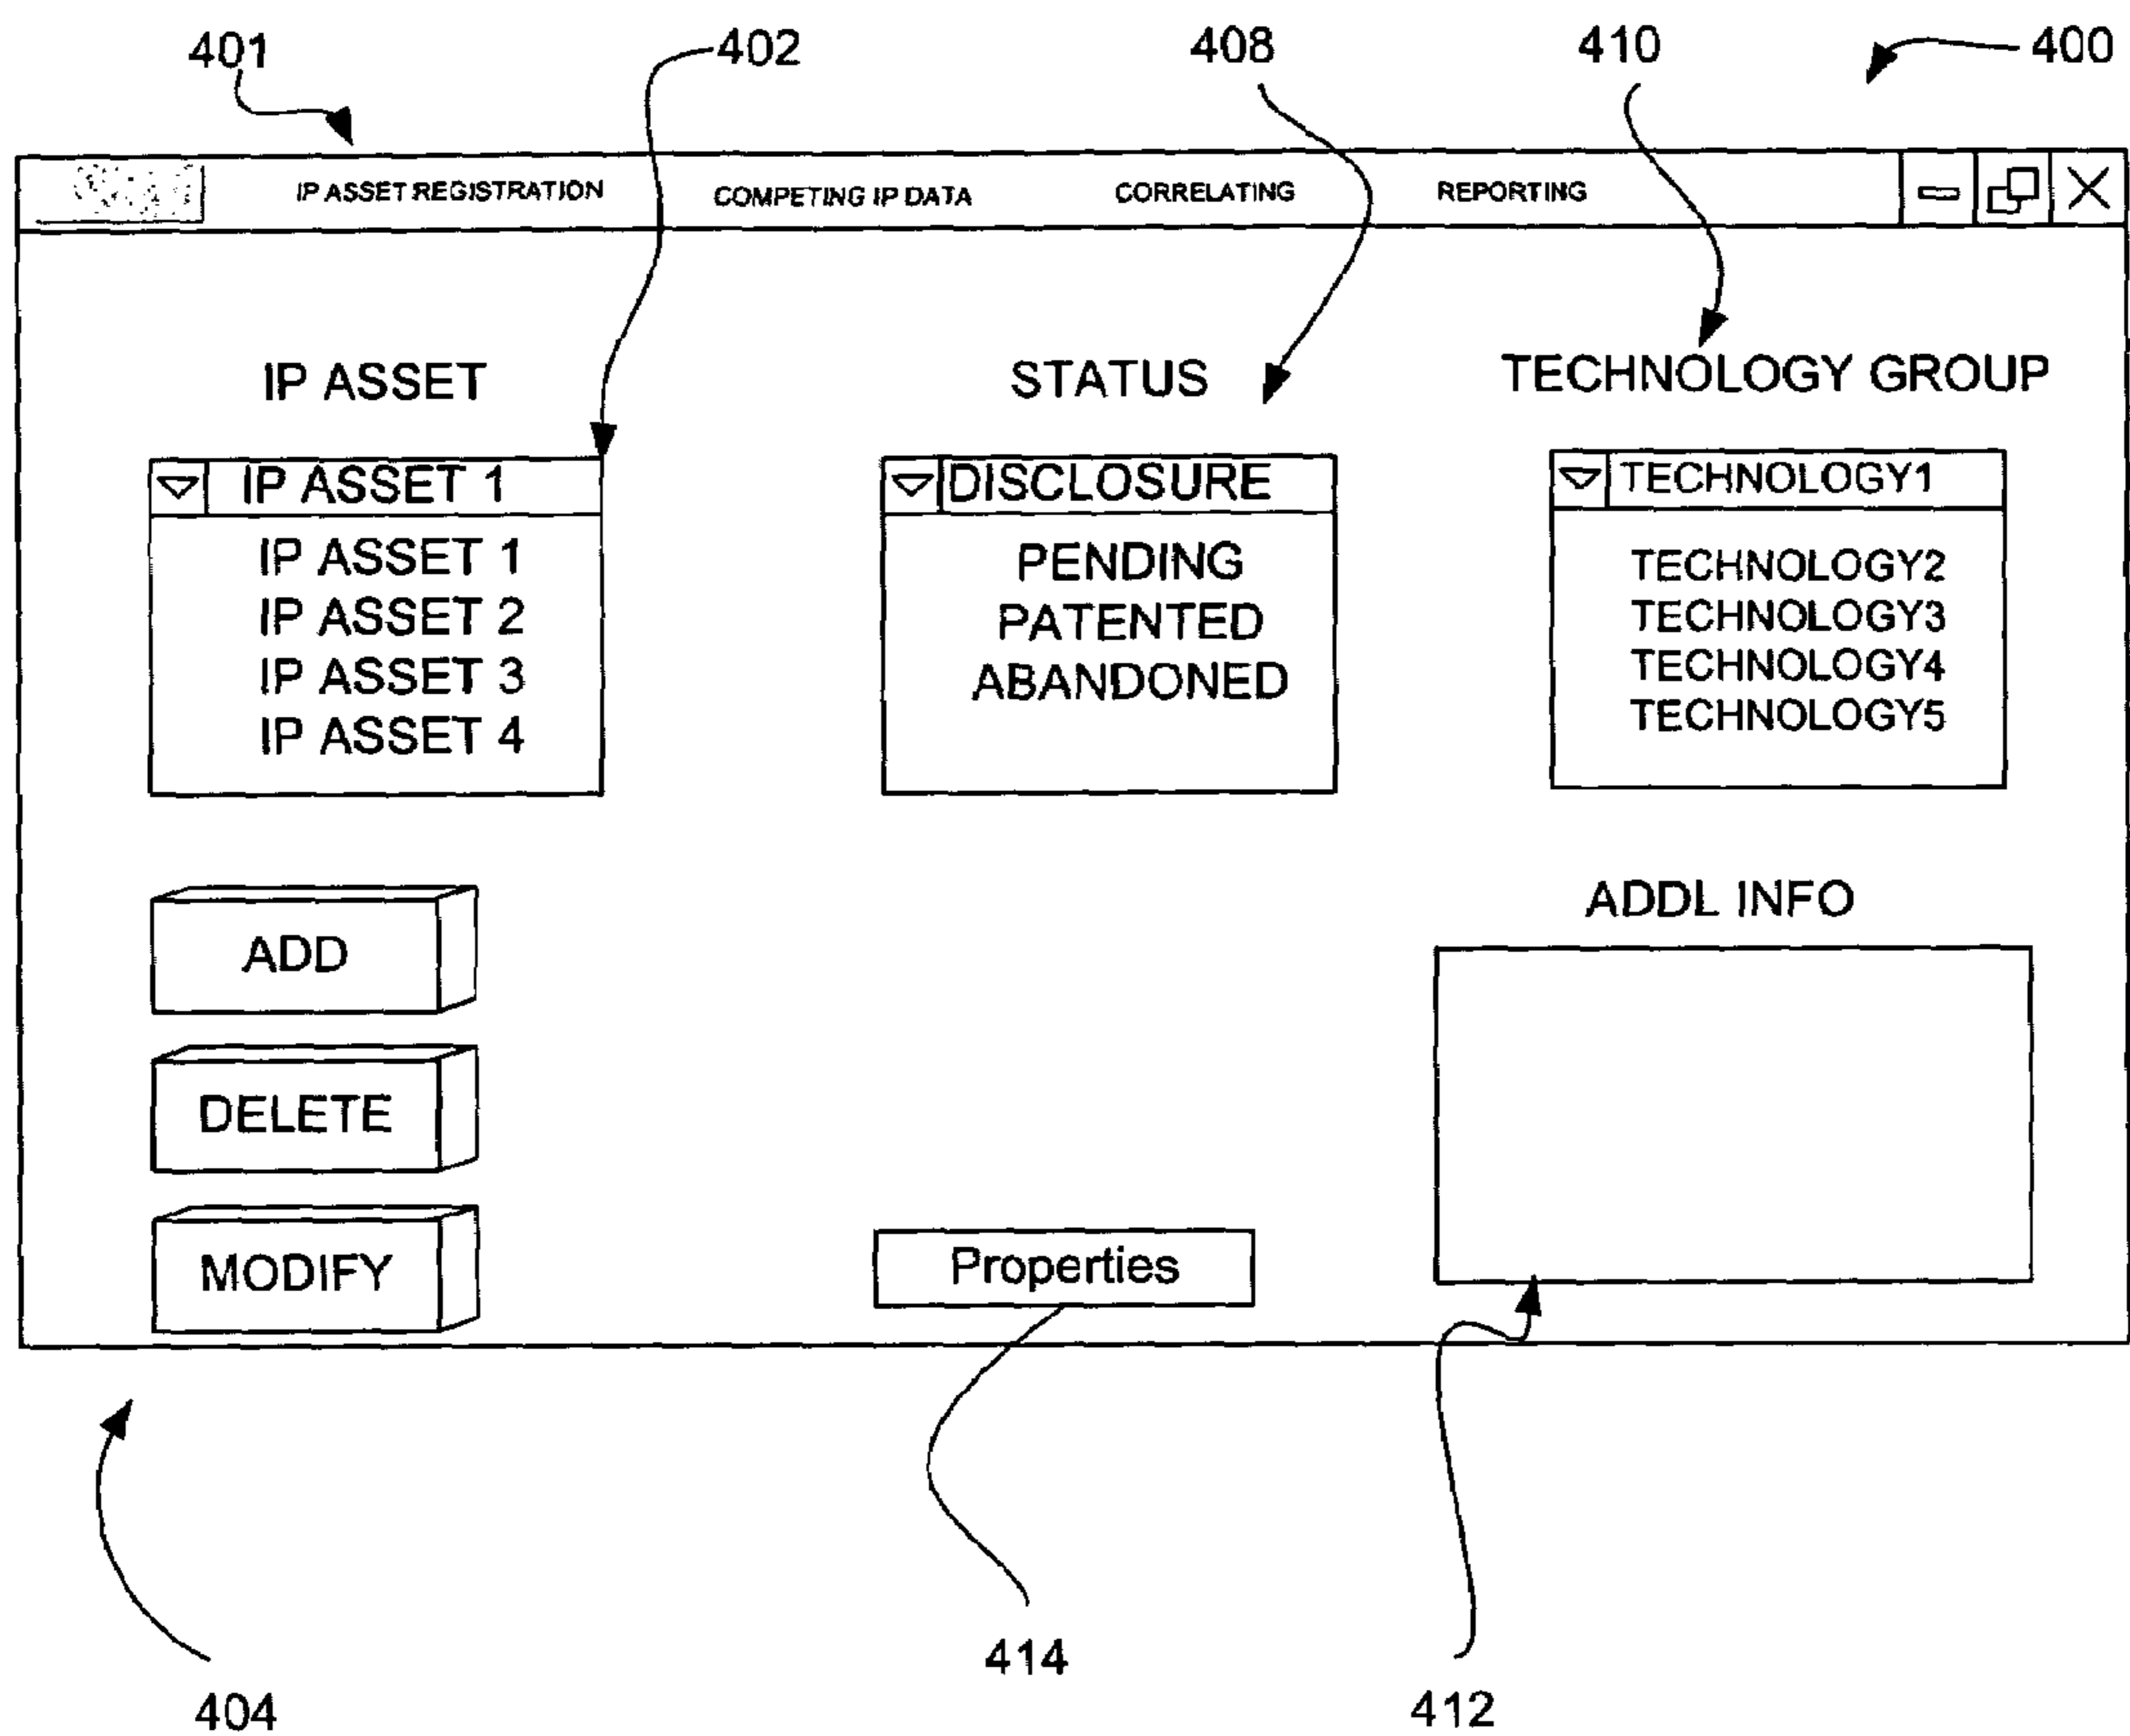 401
402
408
410
400
IP ASSET REGISTRATION
COMPETING IP DATA
CORRELATING
REPORTING
IP ASSET
STATUS
TECHNOLOGY GROUP
IP ASSET 1
IP ASSET 1
IP ASSET 2
IP ASSET 3
IP ASSET 4
DISCLOSURE
PENDING
PATENTED
ABANDONED
TECHNOLOGY1
TECHNOLOGY2
TECHNOLOGY3
TECHNOLOGY4
TECHNOLOGY5
ADD
DELETE
MODIFY
Properties
ADDL INFO
404
414
412